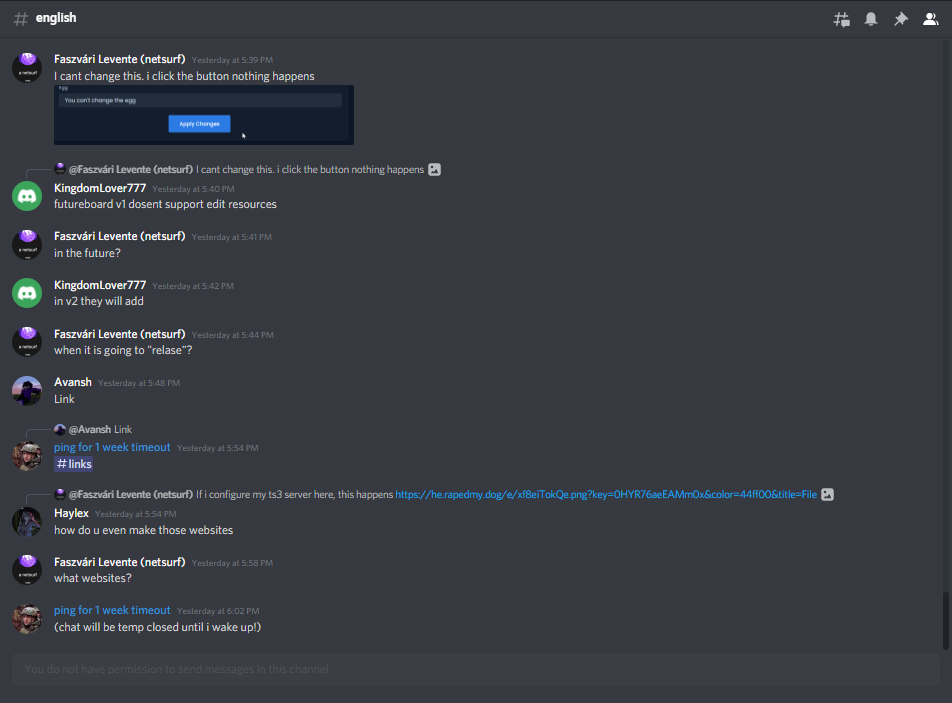 english
Faszvári Levente (netsurf) Yesterday at 5:39 PM
I cant change this. i click the button nothing happens
Egg
You can't change the egg
Apply Changes
@Faszvári Levente (netsurf) I cant change this. i click the button nothing happens
KingdomLover777 Yesterday at 5:40 PM
futureboard v1 dosent support edit resources
a netsurf
Faszvári Levente (netsurf) Yesterday at 5:41 PM
in the future?
KingdomLover777 Yesterday at 5:42 PM
in v2 they will add
Faszvári Levente (netsurf) Yesterday at 5:44 PM
when it is going to "relase"?
Avansh Yesterday at 5:48 PM
Link
@Avansh Link
ping for 1 week timeout Yesterday at 5:54 PM
#links
@Faszvári Levente (netsurf) If i configure my ts3 server here, this happens https://he.rapedmy.dog/e/xf8eiTokQe.png?key=0HYR76aeEAMm0x&color=44ff00&title=File
Haylex Yesterday at 5:54 PM
how do u even make those websites
Faszvári Levente (netsurf) Yesterday at 5:58 PM
what websites?
ping for 1 week timeout Yesterday at 6:02 PM
(chat will be temp closed until i wake up!)
You do not have permission to send messages in this channel.